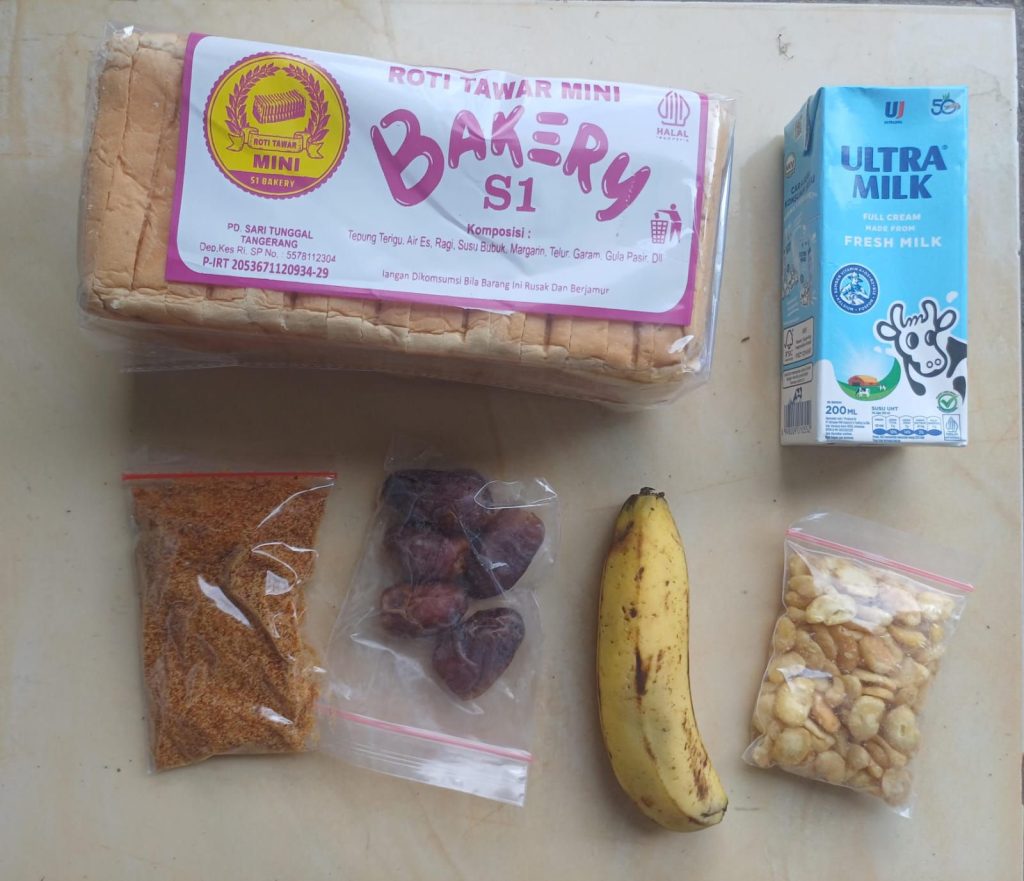 ROTI TAWAR MINI
BAKERY
S1
HALAL
INDONESIA
ROTI TAWAR
MINI
S1 BAKERY
PD. SARI TUNGGAL
TANGERANG
Dep,Kes RI. SP No. : 5578112304
P-IRT 2053671120934-29
Komposisi :
Tepung Terigu, Air Es, Ragi, Susu Bubuk, Margarin, Telur. Garam, Gula Pasir, Dll
Jangan Dikomsumsi Bila Barang Ini Rusak Dan Berjamur
UJ
ULTRAJAYA
50
ULTRA
MILK
FULL CREAM
MADE FROM
FRESH MILK
FSC
200 ML
SUSU UHT